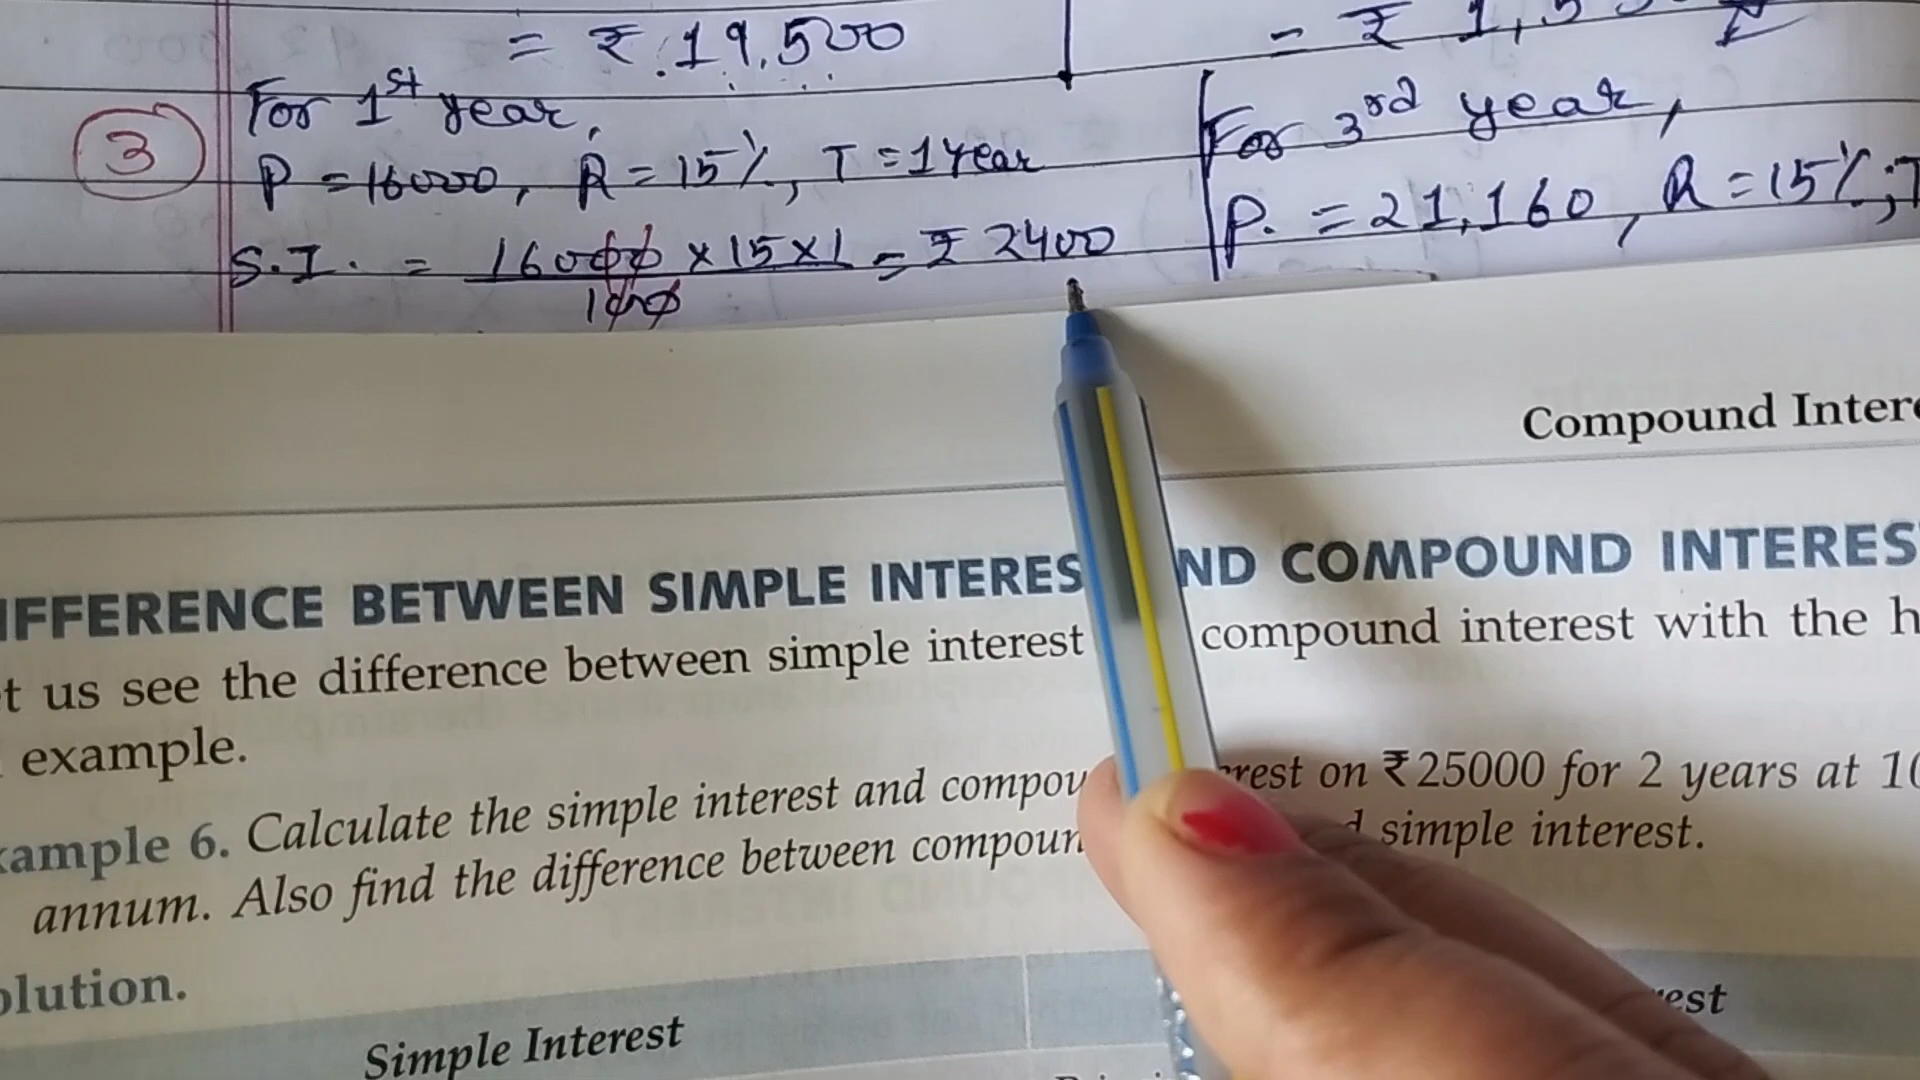 = ₹ 19,500
= ₹ 1,5
3
For 1st year,
P = 16000, R = 15%, T = 1 year
S.I. = 16000 × 15 × 1 = ₹ 2400
100
For 3rd year,
P. = 21,160, R = 15%, T
Compound Intere
IFFERENCE BETWEEN SIMPLE INTERES ND COMPOUND INTERES
t us see the difference between simple interest compound interest with the h
example.
ample 6. Calculate the simple interest and compou rest on ₹25000 for 2 years at 10
annum. Also find the difference between compoun d simple interest.
olution.
Simple Interest
est